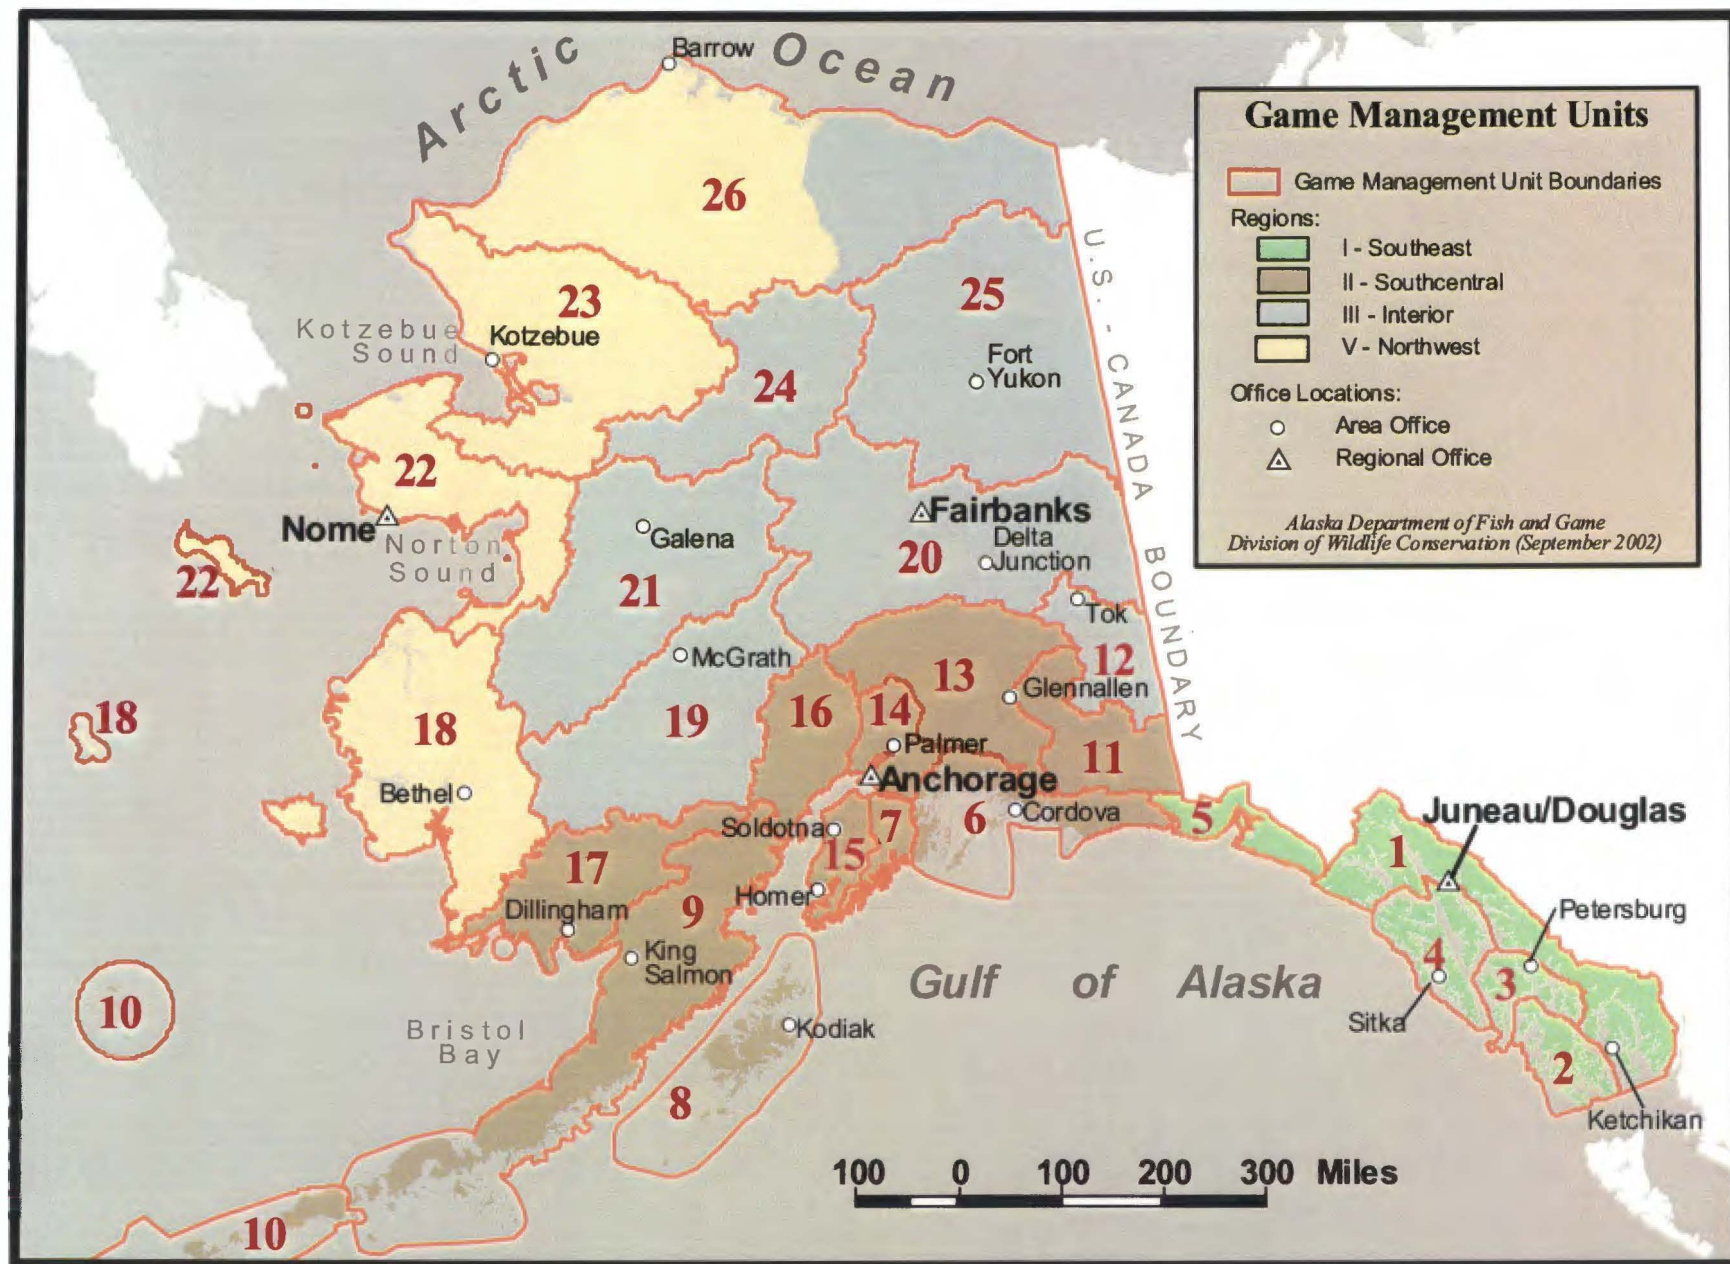 Barrow
Arctic Ocean
26
23
Kotzebue
Sound
Kotzebue
25
Fort
Yukon
24
U.S. - CANADA BOUNDARY
22
Nome
Norton
Sound
22
Galena
Fairbanks
Delta
Junction
20
21
Tok
McGrath
12
13
Glennallen
18
18
19
16
14
Palmer
11
Anchorage
Bethel
Soldotna
7
6
Cordova
5
15
17
Homer
Dillingham
9
King
Salmon
10
Bristol
Bay
Kodiak
8
10
Gulf of Alaska
Juneau/Douglas
1
Petersburg
4
3
Sitka
2
Ketchikan
100 0 100 200 300 Miles
Game Management Units
Game Management Unit Boundaries
Regions:
I - Southeast
II - Southcentral
III - Interior
V - Northwest
Office Locations:
Area Office
Regional Office
Alaska Department of Fish and Game
Division of Wildlife Conservation (September 2002)